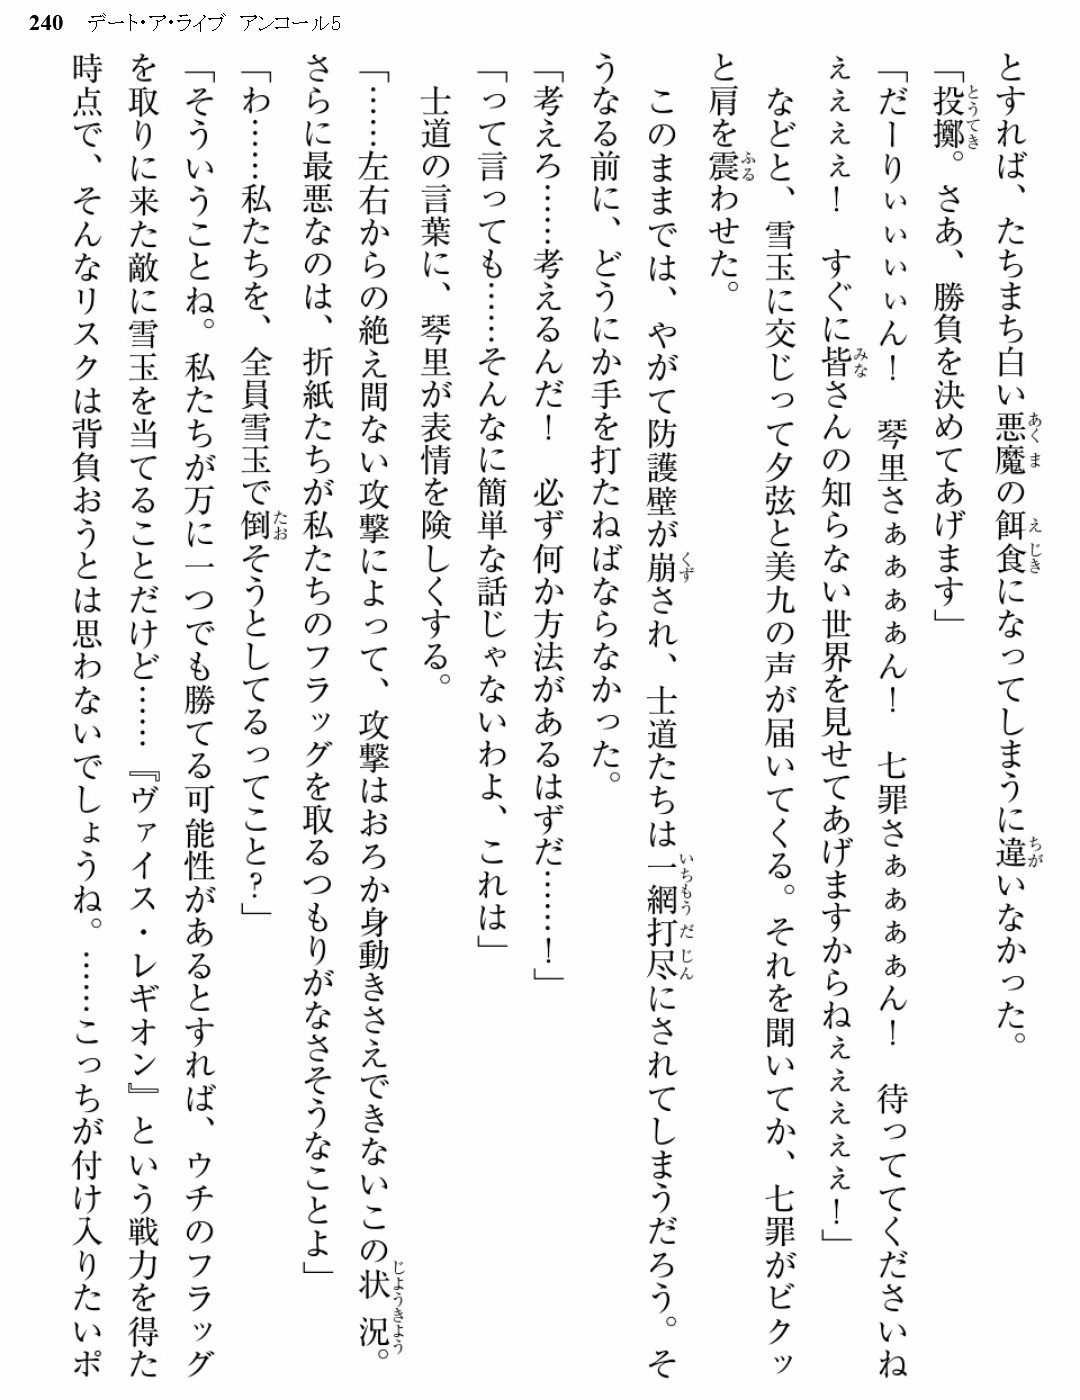 240 デート・ア・ライブ アンコール5
とすれば、たちまち白い悪魔の餌食になってしまうに違いなかった。
「投擲。さあ、勝負を決めてあげます」
「だーりぃぃぃぃん！　琴里さぁぁぁぁん！　七罪さぁぁぁぁん！　待っててくださいね
ぇぇぇぇ！　すぐに皆さんの知らない世界を見せてあげますからねぇぇぇぇぇ！」
　などと、雪玉に交じって夕弦と美九の声が届いてくる。それを聞いてか、七罪がビクッ
と肩を震わせた。
　このままでは、やがて防護壁が崩され、士道たちは一網打尽にされてしまうだろう。そ
うなる前に、どうにか手を打たねばならなかった。
「考えろ……考えるんだ！　必ず何か方法があるはずだ……！」
「って言っても……そんなに簡単な話じゃないわよ、これは」
　士道の言葉に、琴里が表情を険しくする。
「……左右からの絶え間ない攻撃によって、攻撃はおろか身動きさえできないこの状況。
さらに最悪なのは、折紙たちが私たちのフラッグを取るつもりがなさそうなことよ」
「わ……私たちを、全員雪玉で倒そうとしてるってこと？」
「そういうことね。私たちが万に一つでも勝てる可能性があるとすれば、ウチのフラッグ
を取りに来た敵に雪玉を当てることだけど……『ヴァイス・レギオン』という戦力を得た
時点で、そんなリスクは背負おうとは思わないでしょうね。……こっちが付け入りたいポ